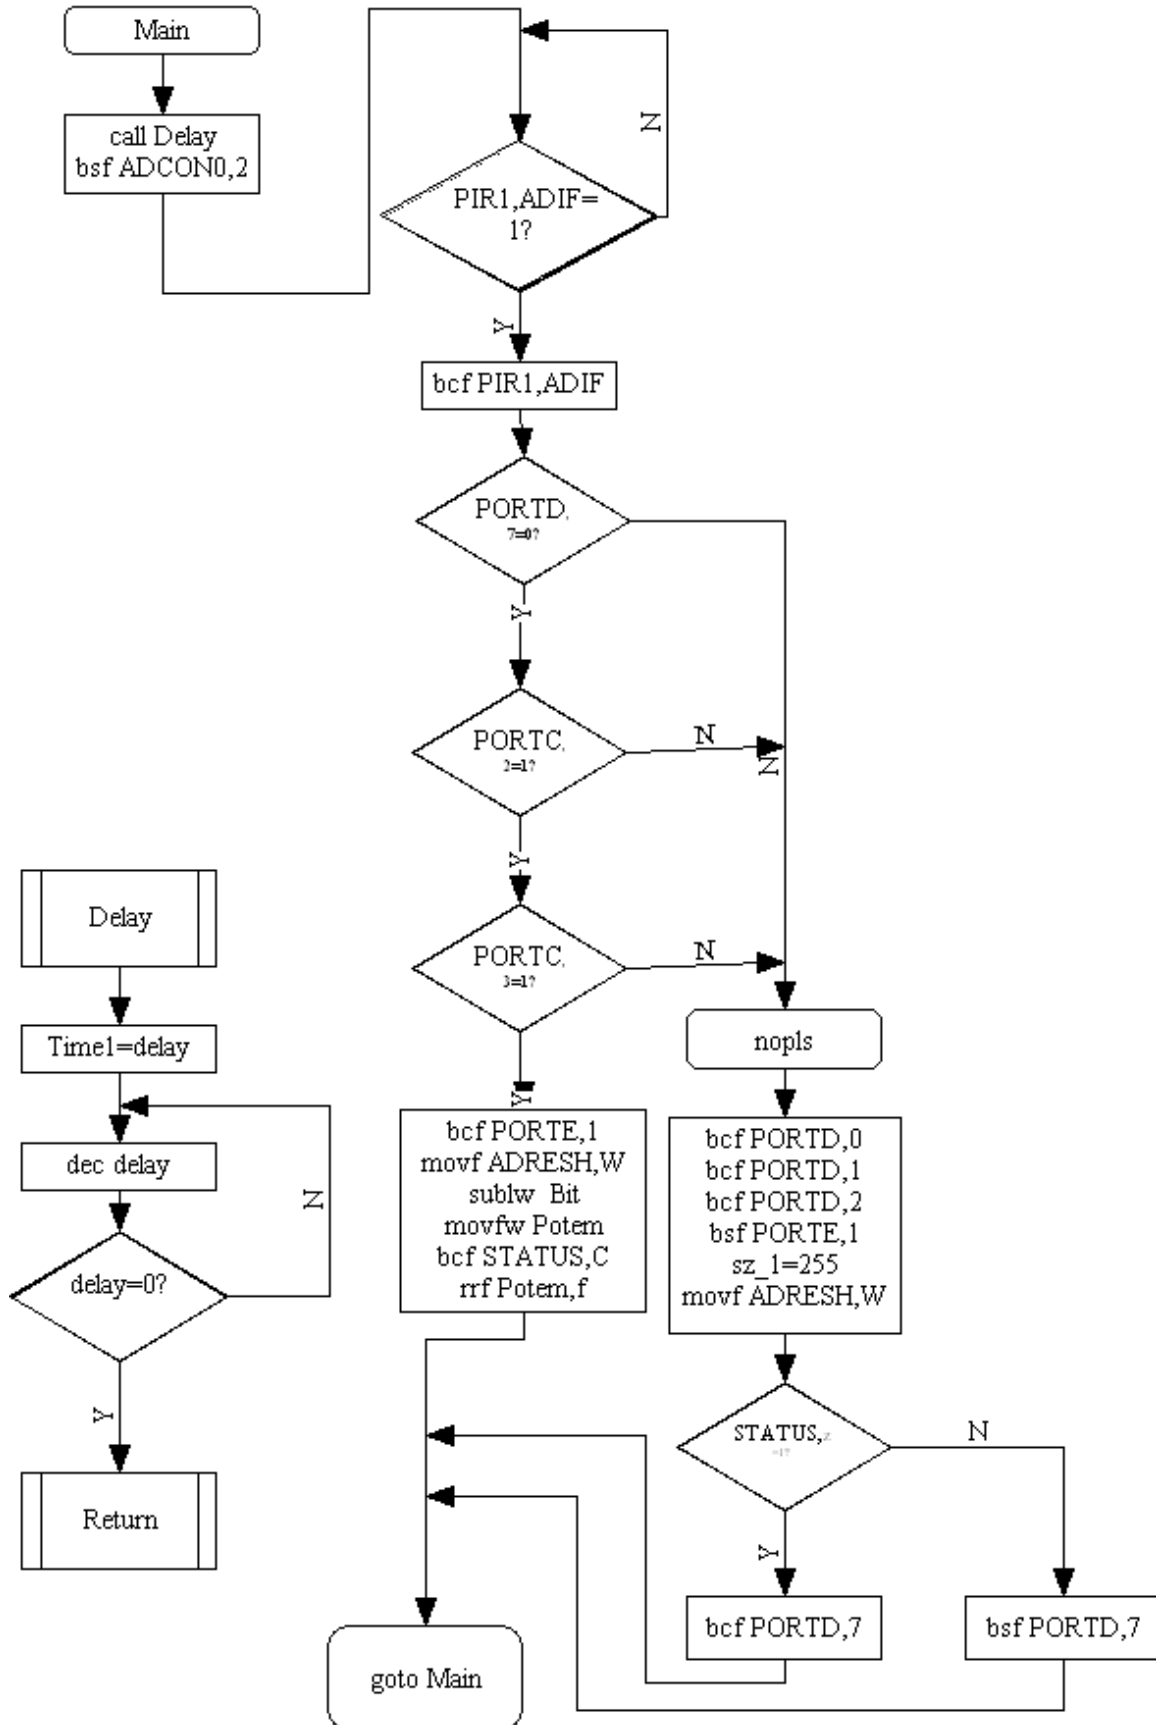 Main
call Delay
bsf ADCON0,2
N
PIR1,ADIF=
1?
Y
bcf PIR1,ADIF
PORTD,
7=0?
Y
PORTC,
2=1?
N
N
Y
PORTC,
3=1?
N
Y
nopls
bcf PORTE,1
movf ADRESH,W
sublw Bit
movfw Potem
bcf STATUS,C
rrf Potem,f
bcf PORTD,0
bcf PORTD,1
bcf PORTD,2
bsf PORTE,1
sz_1=255
movf ADRESH,W
STATUS,z
=1?
N
Y
bcf PORTD,7
bsf PORTD,7
goto Main
Delay
Time1=delay
dec delay
N
delay=0?
Y
Return